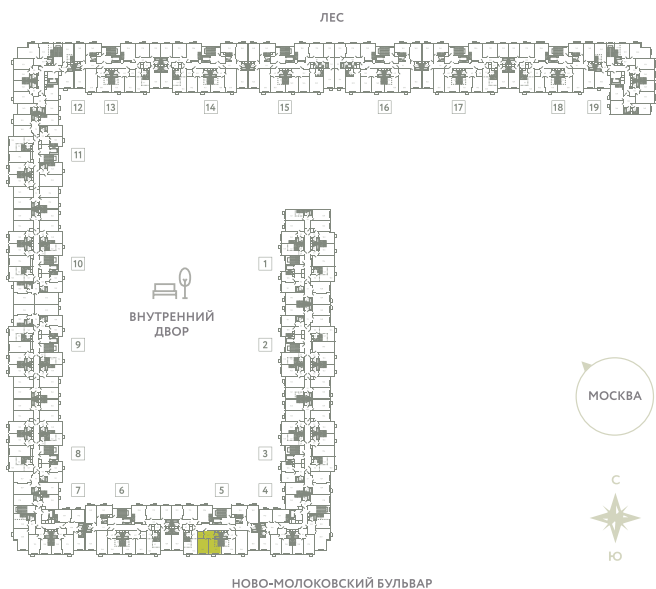 ЛЕС
12 13 14 15 16 17 18 19
11
10 1
ВНУТРЕННИЙ
ДВОР
9 2
МОСКВА
8 3
С
7 6 5 4
Ю
НОВО-МОЛОКОВСКИЙ БУЛЬВАР